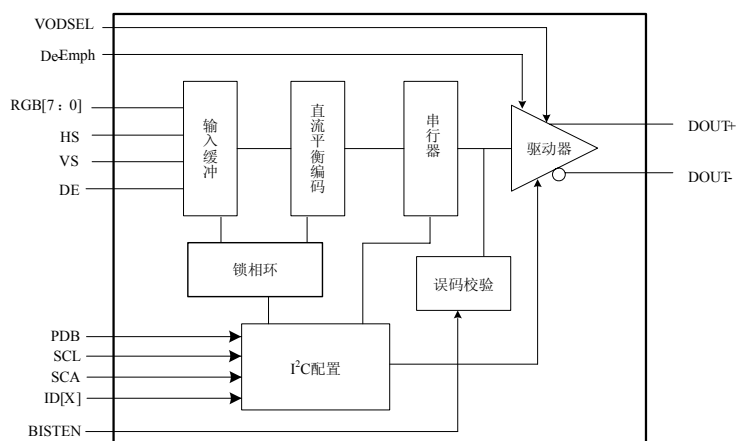 VODSEL
De-Emph
RGB[7：0]
HS
VS
DE
输入缓冲
直流平衡编码
串行器
驱动器
DOUT+
DOUT-
锁相环
误码校验
PDB
SCL
SCA
ID[X]
I²C配置
BISTEN